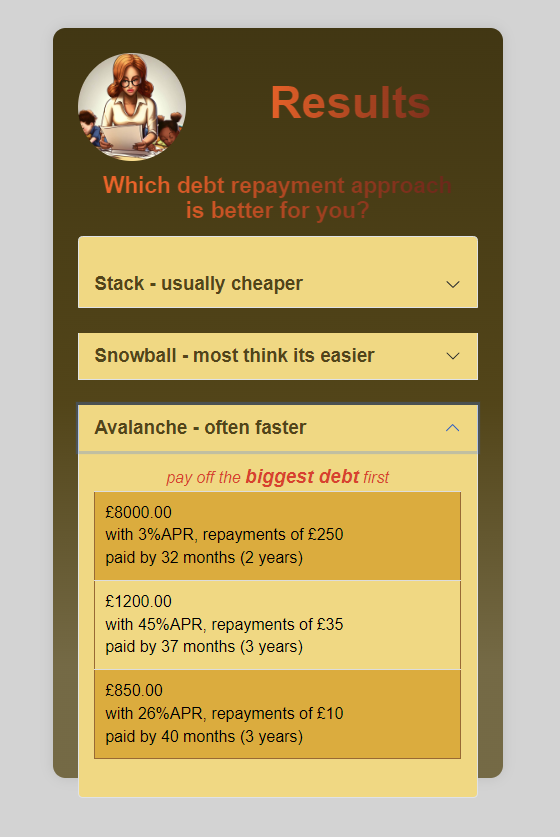 Results
Which debt repayment approach
is better for you?
Stack - usually cheaper
Snowball - most think its easier
Avalanche - often faster
pay off the biggest debt first
£8000.00
with 3%APR, repayments of £250
paid by 32 months (2 years)
£1200.00
with 45%APR, repayments of £35
paid by 37 months (3 years)
£850.00
with 26%APR, repayments of £10
paid by 40 months (3 years)